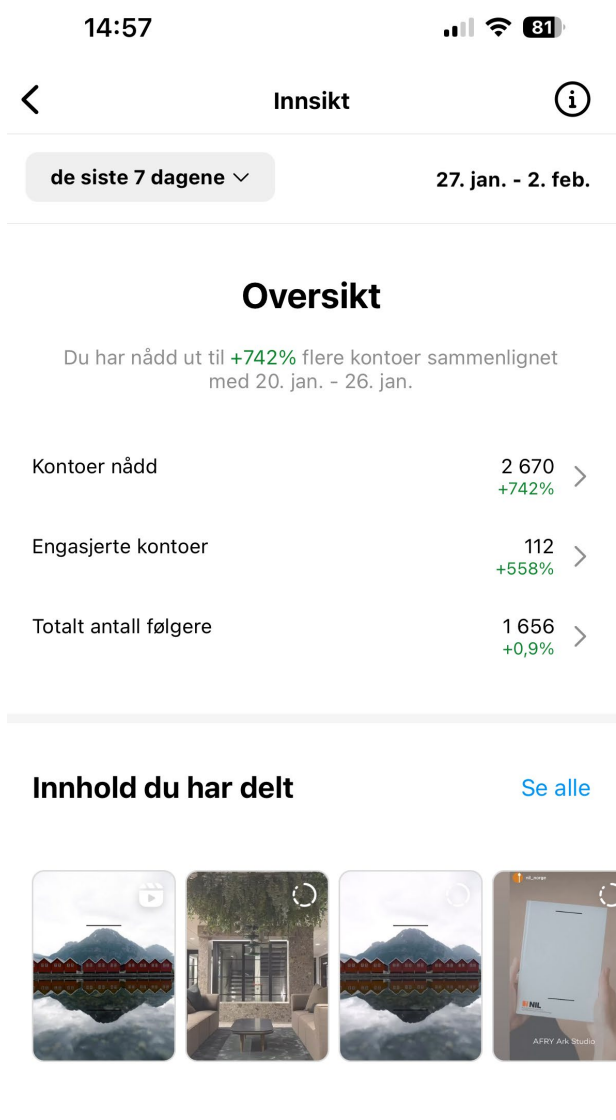 14:57
81
Innsikt
de siste 7 dagene
27. jan. - 2. feb.
Oversikt
Du har nådd ut til +742% flere kontoer sammenlignet
med 20. jan. - 26. jan.
Kontoer nådd
2 670
+742%
Engasjerte kontoer
112
+558%
Totalt antall følgere
1 656
+0,9%
Innhold du har delt
Se alle
NIL
AFRY Ark Studio